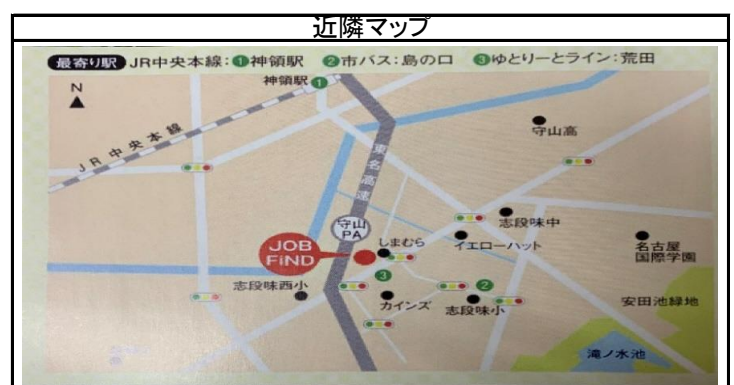 近隣マップ
最寄り駅 JR中央本線:①神領駅 ②市バス:島の口 ③ゆとりーとライン:荒田
神領駅 ①
N
JR中央本線
東名高速
守山高
守山
PA
志段味中
しまむら
イエローハット
名古屋
国際学園
JOB
FiND
③
②
志段味西小
カインズ
志段味小
安田池緑地
滝ノ水池